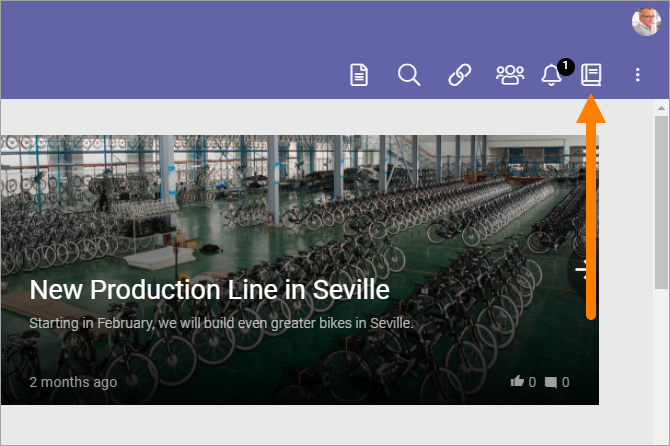 1
New Production Line in Seville
Starting in February, we will build even greater bikes in Seville.
2 months ago
0 0